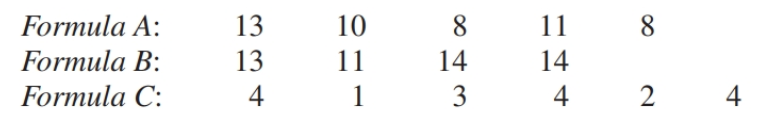 Formula A: 13 10 8 11 8
Formula B: 13 11 14 14
Formula C: 4 1 3 4 2 4